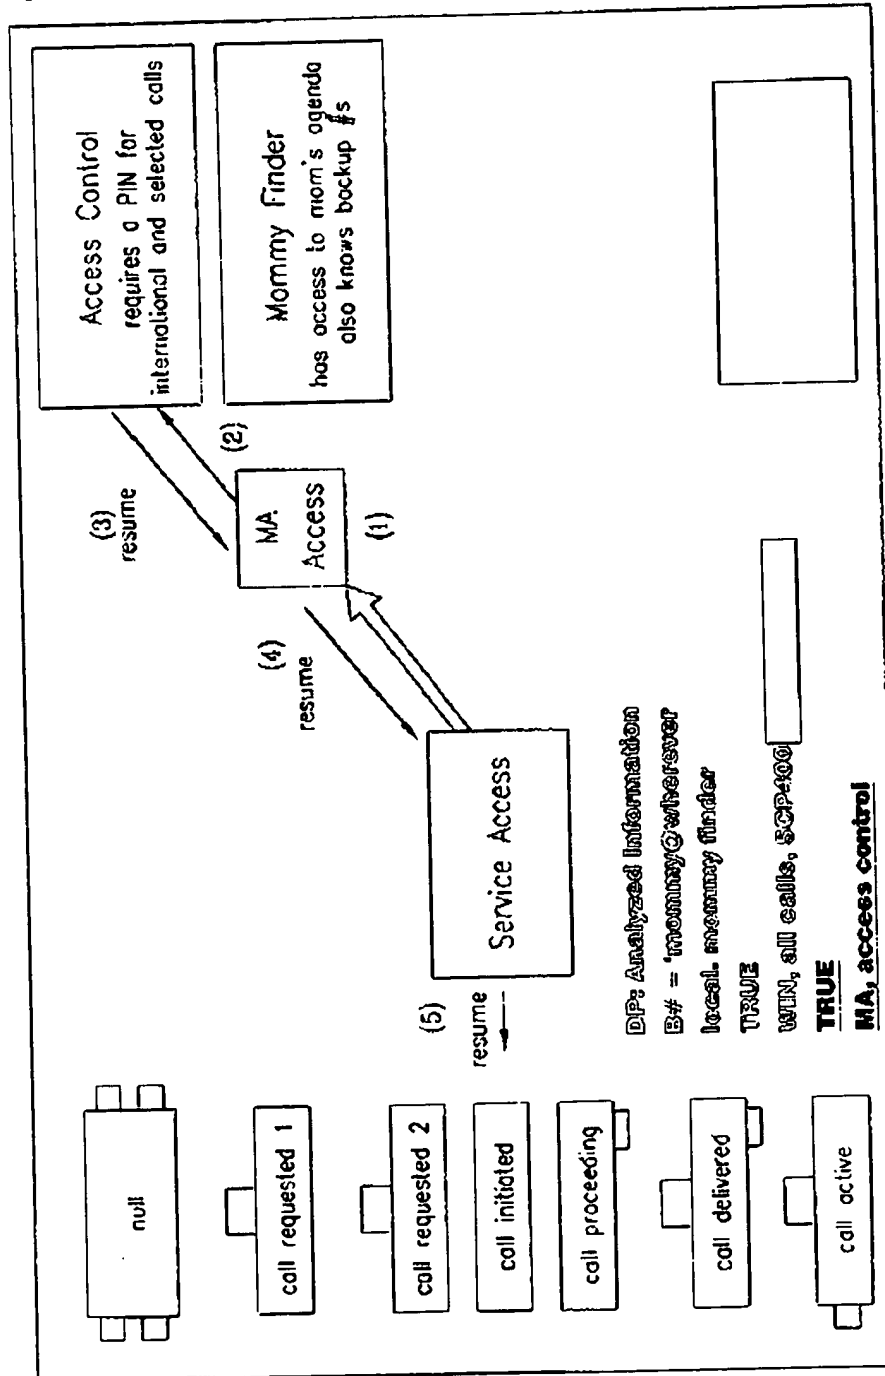 null
call requested 1
call requested 2
call initiated
call proceeding
call delivered
call active
(5)
resume
Service Access
(4)
resume
(3)
resume
(2)
MA
Access
(1)
Access Control
requires a PIN for
international and selected calls
Mommy Finder
has access to mom's agenda
also knows backup #s
DP: Analyzed Information
B# = 'mommy@wherever
local. mommy finder
TRUE
WIN, all calls, SCP400
TRUE
MA, access control